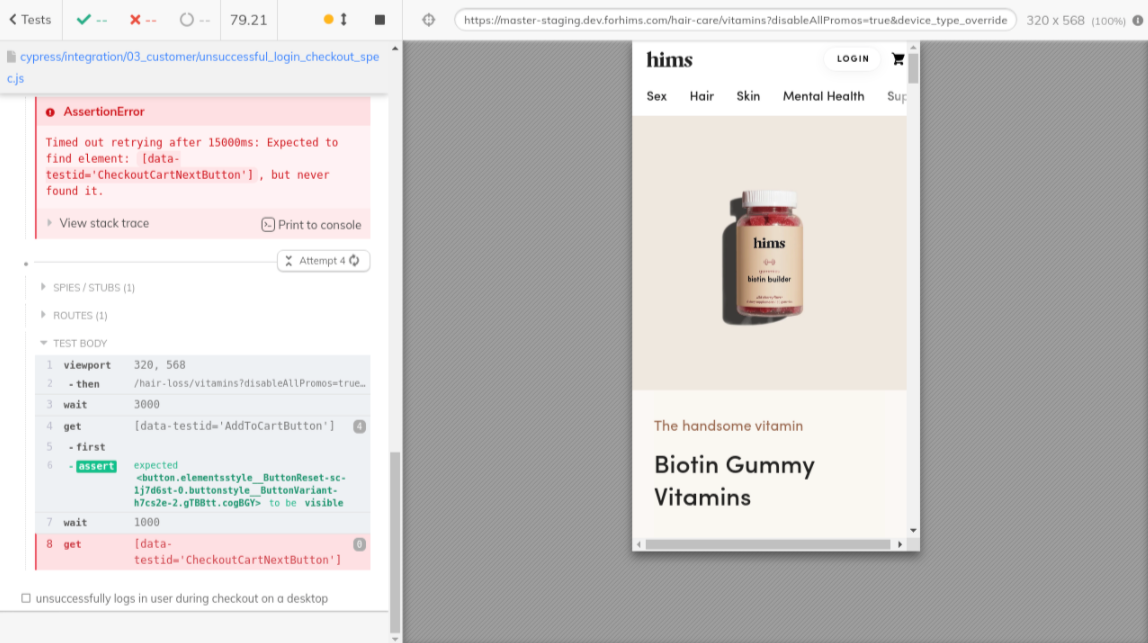 Tests
--
--
--
79.21
https://master-staging.dev.forhims.com/hair-care/vitamins?disableAllPromos=true&device_type_override
320 x 568 (100%)
cypress/integration/03_customer/unsuccessful_login_checkout_spe
c.js
AssertionError
Timed out retrying after 15000ms: Expected to
find element: [data-
testid='CheckoutCartNextButton'], but never
found it.
View stack trace
Print to console
Attempt 4
SPIES / STUBS (1)
ROUTES (1)
TEST BODY
1 viewport 320, 568
2 -then /hair-loss/vitamins?disableAllPromos=true…
3 wait 3000
4 get [data-testid='AddToCartButton'] 4
5 -first
6 -assert expected
<button.elementsstyle__ButtonReset-sc-
1j7d6st-0.buttonstyle__ButtonVariant-
h7cs2e-2.gTBBtt.cogBGY> to be visible
7 wait 1000
8 get [data- 0
testid='CheckoutCartNextButton']
unsuccessfully logs in user during checkout on a desktop
hims
LOGIN
Sex Hair Skin Mental Health Sup
hims
biotin builder
The handsome vitamin
Biotin Gummy
Vitamins